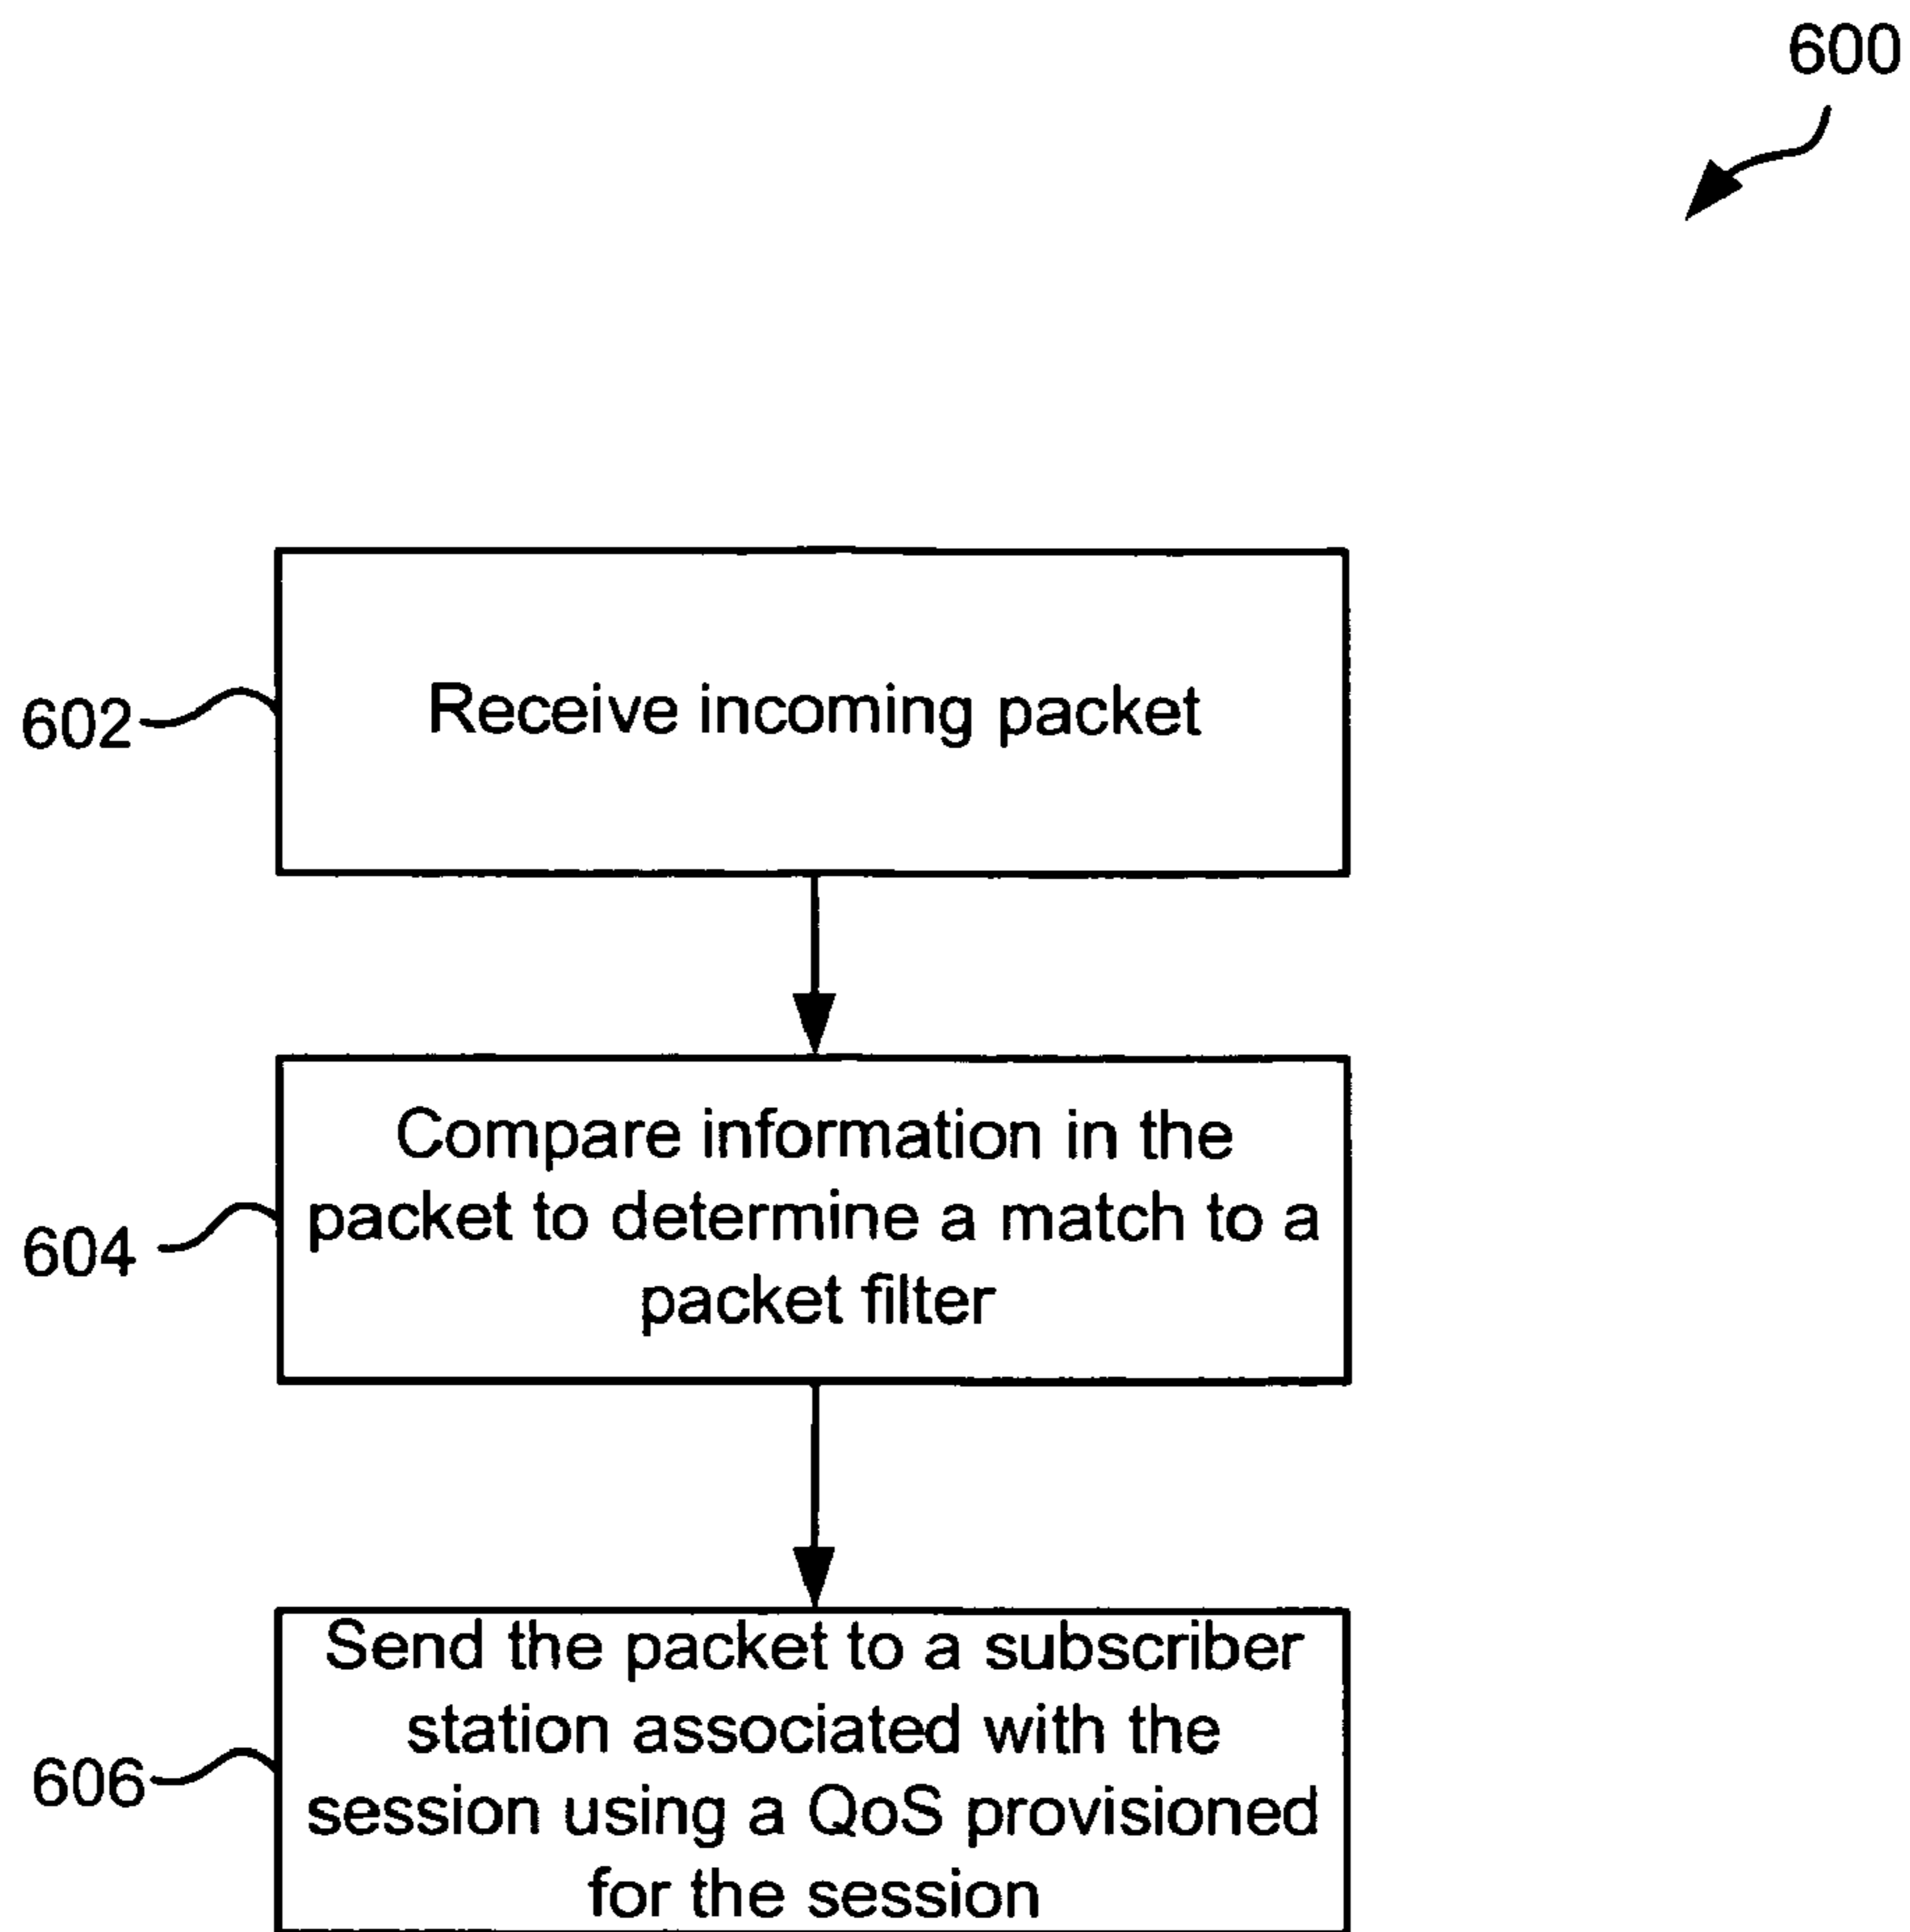 600
602
Receive incoming packet
604
Compare information in the
packet to determine a match to a
packet filter
606
Send the packet to a subscriber
station associated with the
session using a QoS provisioned
for the session